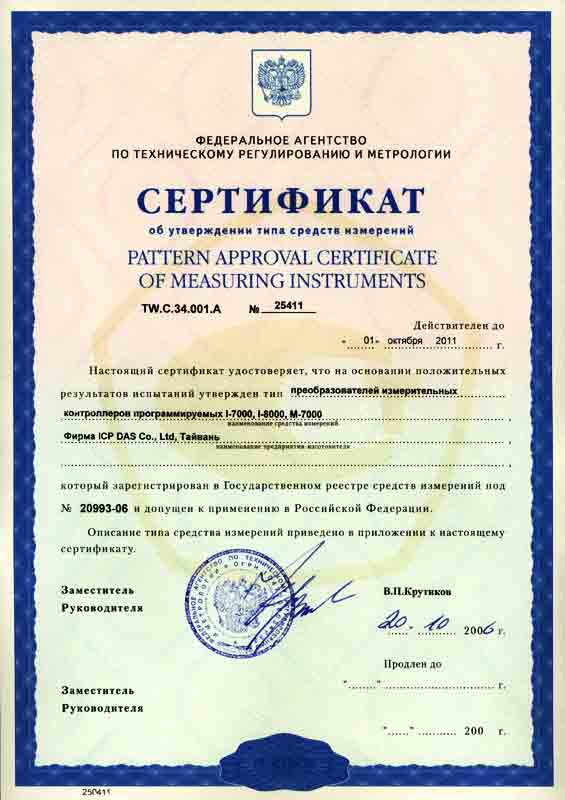 ФЕДЕРАЛЬНОЕ АГЕНТСТВО
ПО ТЕХНИЧЕСКОМУ РЕГУЛИРОВАНИЮ И МЕТРОЛОГИИ
СЕРТИФИКАТ
об утверждении типа средств измерений
PATTERN APPROVAL CERTIFICATE
OF MEASURING INSTRUMENTS
TW.C.34.001.A № 25411
Действителен до
" 01 " октября 2011 г.
Настоящий сертификат удостоверяет, что на основании положительных
результатов испытаний утвержден тип преобразователей измерительных
контроллеров программируемых I-7000, I-8000, M-7000
наименование средства измерений
Фирма ICP DAS Co., Ltd, Тайвань
наименование предприятия-изготовителя
который зарегистрирован в Государственном реестре средств измерений под
№ 20993-06 и допущен к применению в Российской Федерации.
Описание типа средства измерений приведено в приложении к настоящему
сертификату.
Заместитель
Руководителя
В.П.Крутиков
20. 10 2006 г.
Продлен до
"......." .............. г.
Заместитель
Руководителя
"......" .......... 200 г.
250411